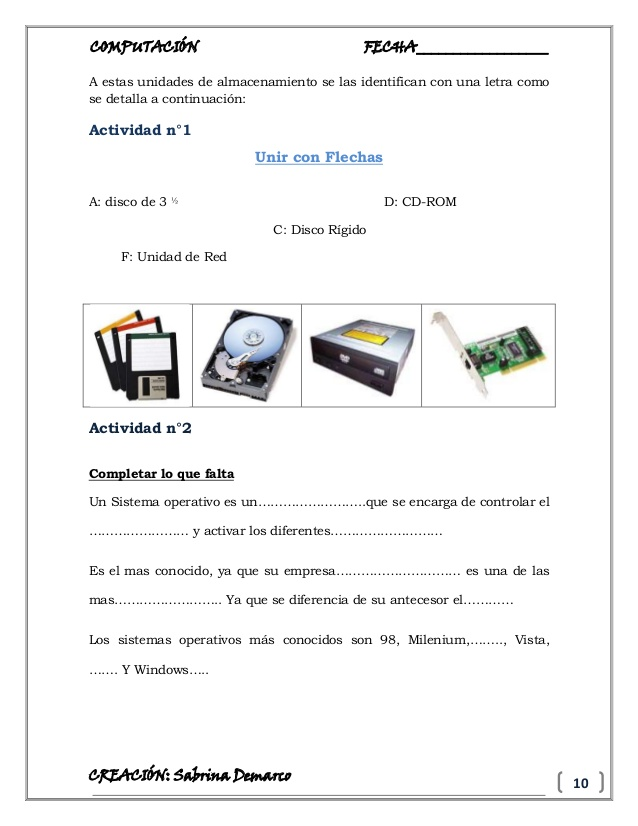 COMPUTACIÓN FECHA_________________
A estas unidades de almacenamiento se las identifican con una letra como
se detalla a continuación:
Actividad n°1
Unir con Flechas
A: disco de 3 ½ D: CD-ROM
C: Disco Rígido
F: Unidad de Red
Actividad n°2
Completar lo que falta
Un Sistema operativo es un……………………..que se encarga de controlar el
…………………… y activar los diferentes………………………
Es el mas conocido, ya que su empresa………………………… es una de las
mas…………………….. Ya que se diferencia de su antecesor el…………
Los sistemas operativos más conocidos son 98, Milenium,…….., Vista,
……. Y Windows…..
CREACIÓN: Sabrina Demarco
10